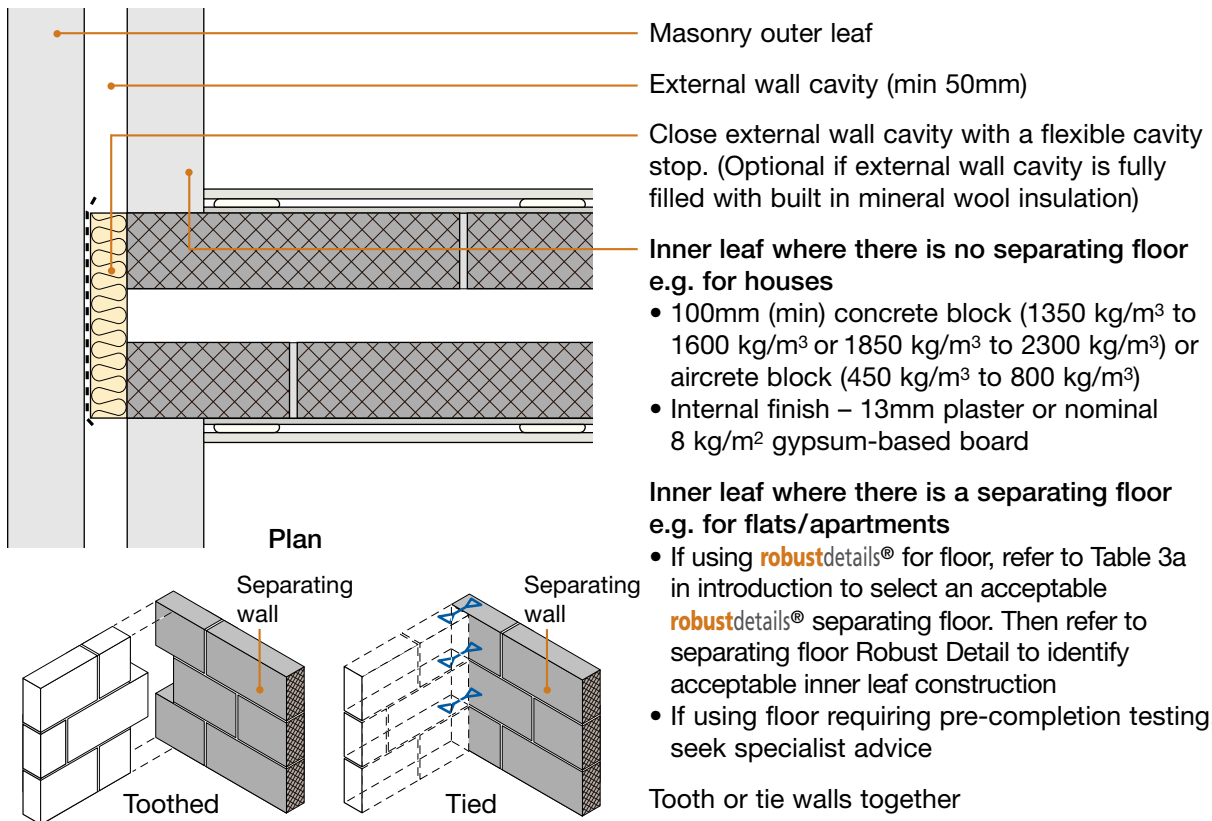 Masonry outer leaf
External wall cavity (min 50mm)
Close external wall cavity with a flexible cavity
stop. (Optional if external wall cavity is fully
filled with built in mineral wool insulation)
Inner leaf where there is no separating floor
e.g. for houses
• 100mm (min) concrete block (1350 kg/m³ to
1600 kg/m³ or 1850 kg/m³ to 2300 kg/m³) or
aircrete block (450 kg/m³ to 800 kg/m³)
• Internal finish – 13mm plaster or nominal
8 kg/m² gypsum-based board
Inner leaf where there is a separating floor
e.g. for flats/apartments
• If using robustdetails® for floor, refer to Table 3a
in introduction to select an acceptable
robustdetails® separating floor. Then refer to
separating floor Robust Detail to identify
acceptable inner leaf construction
• If using floor requiring pre-completion testing
seek specialist advice
Tooth or tie walls together
Plan
Separating
wall
Toothed
Separating
wall
Tied